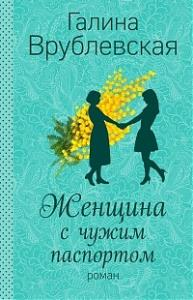 Галина
Врублевская
Женщина
с чужим
паспортом
роман